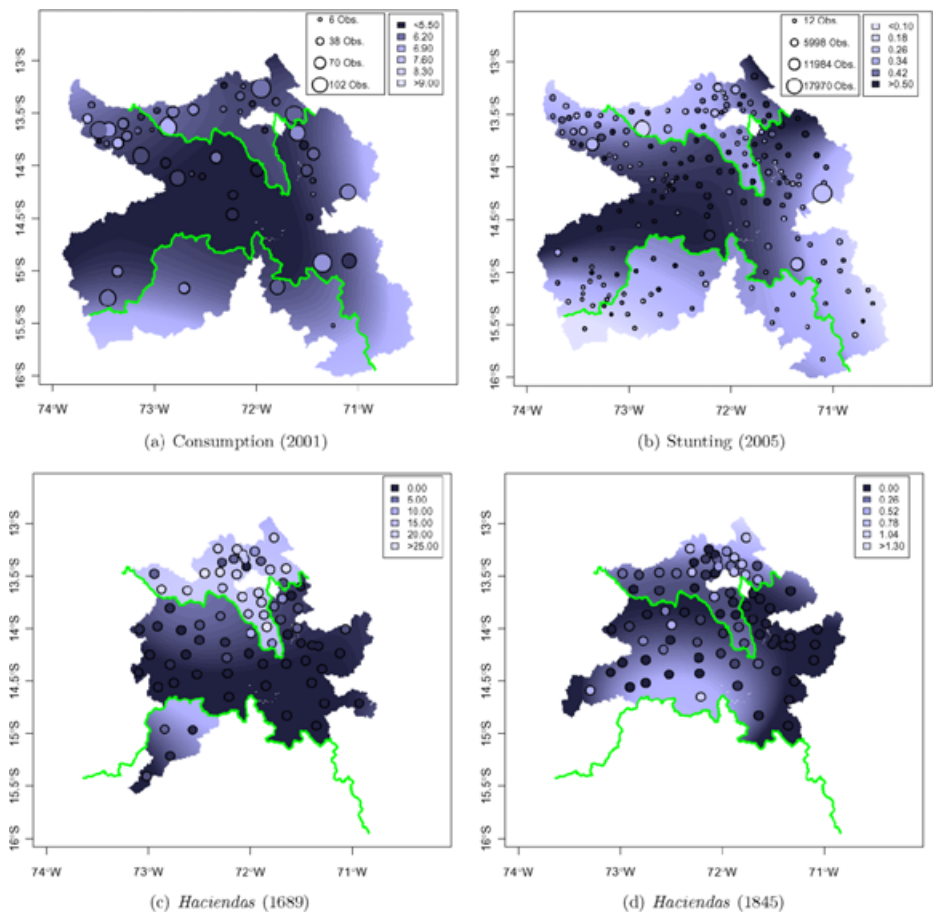 6 Obs.
38 Obs.
70 Obs.
102 Obs.
<5.50
6.20
6.90
7.60
8.30
>9.00
13°S
13.5°S
14°S
14.5°S
15°S
15.5°S
16°S
74°W
73°W
72°W
71°W
(a) Consumption (2001)
12 Obs.
5998 Obs.
11984 Obs.
17970 Obs.
<0.10
0.18
0.26
0.34
0.42
>0.50
13°S
13.5°S
14°S
14.5°S
15°S
15.5°S
16°S
74°W
73°W
72°W
71°W
(b) Stunting (2005)
0.00
5.00
10.00
15.00
20.00
>25.00
13°S
13.5°S
14°S
14.5°S
15°S
15.5°S
16°S
74°W
73°W
72°W
71°W
(c) Haciendas (1689)
0.00
0.26
0.52
0.78
1.04
>1.30
13°S
13.5°S
14°S
14.5°S
15°S
15.5°S
16°S
74°W
73°W
72°W
71°W
(d) Haciendas (1845)